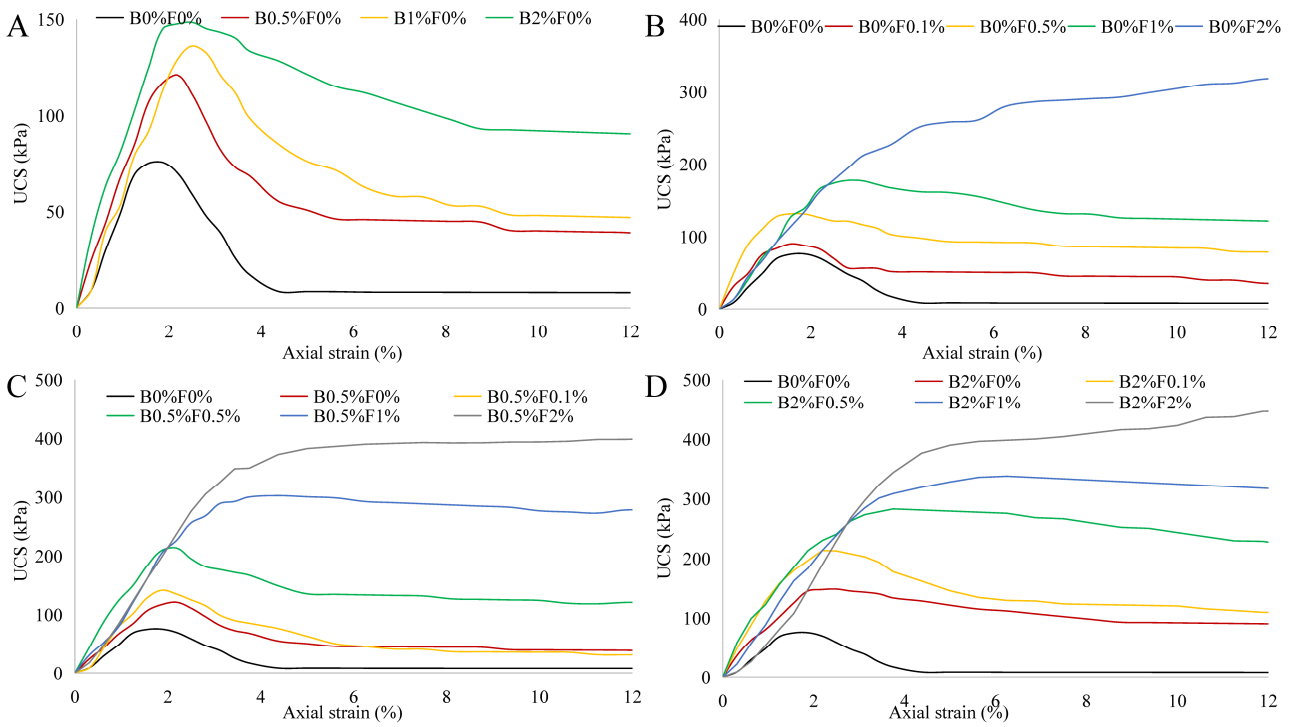 A
B0%F0% B0.5%F0% B1%F0% B2%F0%
150
100
50
0
UCS (kPa)
0 2 4 6 8 10 12
Axial strain (%)
B
B0%F0% B0%F0.1% B0%F0.5% B0%F1% B0%F2%
400
300
200
100
0
UCS (kPa)
0 2 4 6 8 10 12
Axial strain (%)
C
B0%F0% B0.5%F0% B0.5%F0.1%
B0.5%F0.5% B0.5%F1% B0.5%F2%
500
400
300
200
100
0
UCS (kPa)
0 2 4 6 8 10 12
Axial strain (%)
D
B0%F0% B2%F0% B2%F0.1%
B2%F0.5% B2%F1% B2%F2%
500
400
300
200
100
0
UCS (kPa)
0 2 4 6 8 10 12
Axial strain (%)